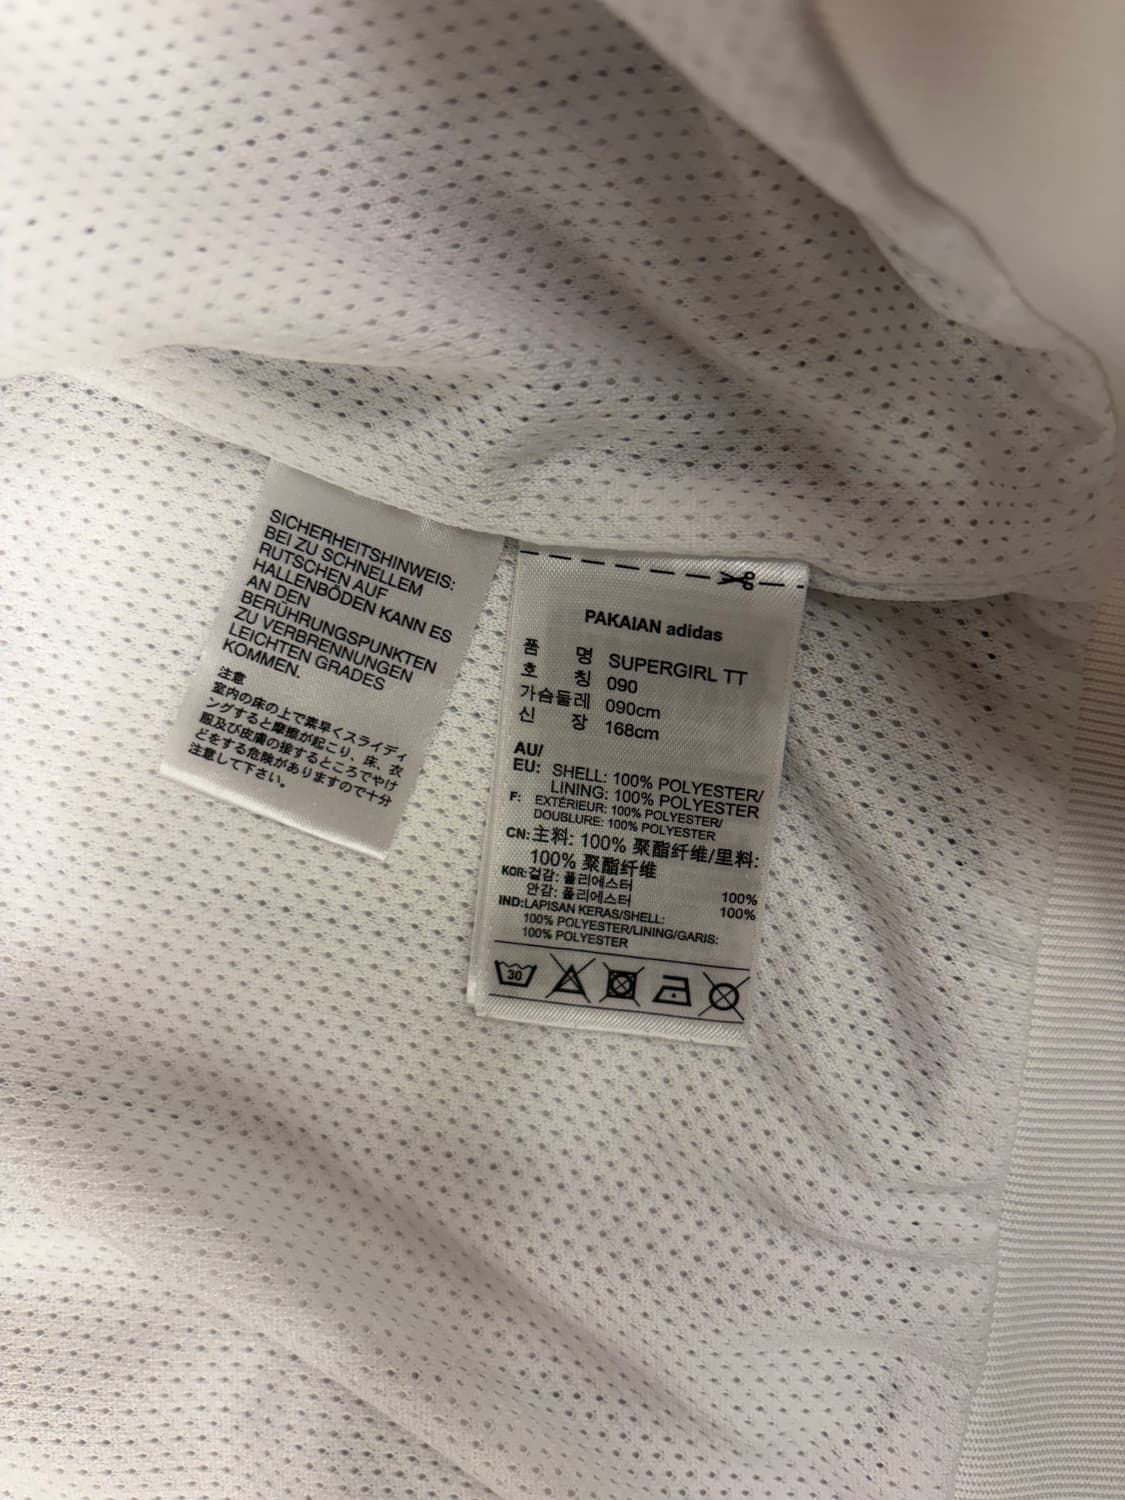 SICHERHEITSHINWEIS:
BEI ZU SCHNELLEM
RUTSCHEN AUF
HALLENBÖDEN KANN ES
AN DEN
BERÜHRUNGSPUNKTEN
ZU VERBRENNUNGEN
LEICHTEN GRADES
KOMMEN.
注意
室内の床の上で素早くスライディ
ングすると摩擦が起こり、床、衣
服及び皮膚の接するところでやけ
どをする危険がありますので十分
注意して下さい。
PAKAIAN adidas
품 명 SUPERGIRL TT
호 칭 090
가슴둘레 090cm
신 장 168cm
AU/
EU: SHELL: 100% POLYESTER/
LINING: 100% POLYESTER
F: EXTÉRIEUR: 100% POLYESTER/
DOUBLURE: 100% POLYESTER
CN: 主料: 100% 聚酯纤维/里料:
100% 聚酯纤维
KOR: 겉감: 폴리에스터 100%
안감: 폴리에스터 100%
IND: LAPISAN KERAS/SHELL:
100% POLYESTER/LINING/GARIS:
100% POLYESTER
30